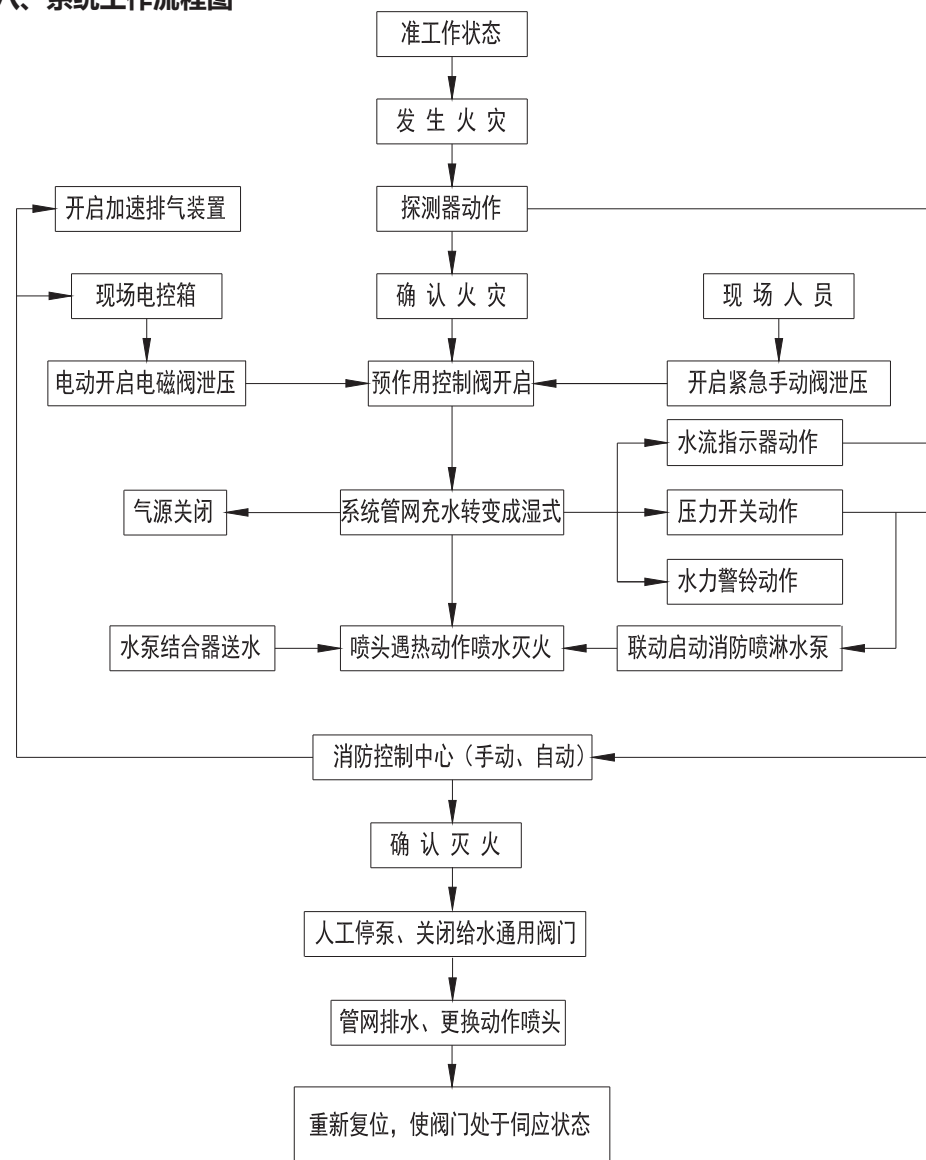 八、系统工作流程图
准工作状态
发生火灾
开启加速排气装置
探测器动作
现场电控箱
确认火灾
现场人员
电动开启电磁阀泄压
预作用控制阀开启
开启紧急手动阀泄压
水流指示器动作
气源关闭
系统管网充水转变成湿式
压力开关动作
水力警铃动作
水泵结合器送水
喷头遇热动作喷水灭火
联动启动消防喷淋水泵
消防控制中心（手动、自动）
确认灭火
人工停泵、关闭给水通用阀门
管网排水、更换动作喷头
重新复位，使阀门处于伺应状态